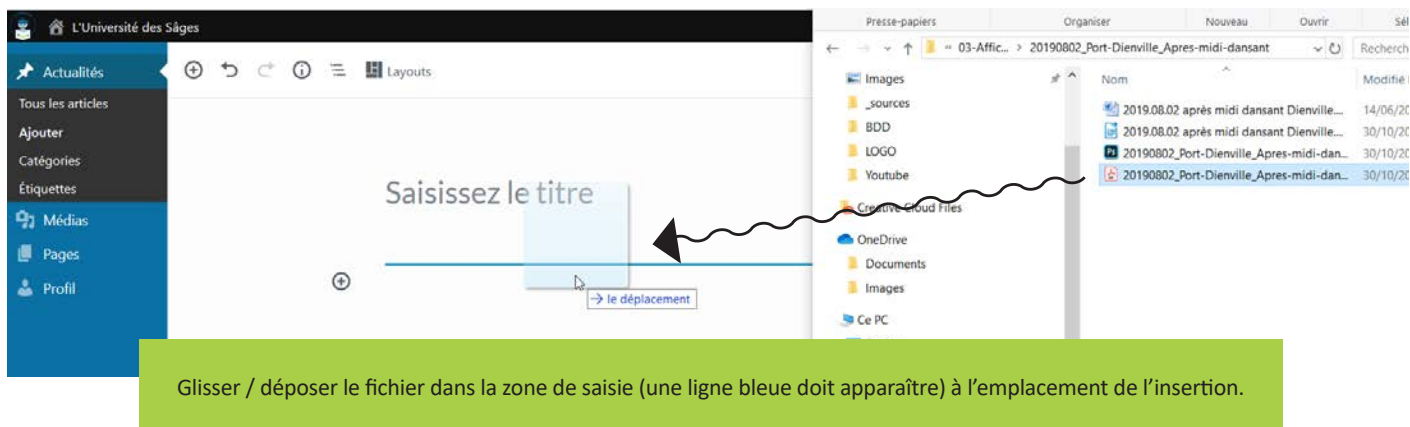 L'Université des Sâges
Actualités
Tous les articles
Ajouter
Catégories
Étiquettes
Médias
Pages
Profil
Layouts
Saisissez le titre
→ le déplacement
Presse-papiers
Organiser
Nouveau
Ouvrir
Sél
« 03-Affic... > 20190802_Port-Dienville_Apres-midi-dansant
Recherch
Images
_sources
BDD
LOGO
Youtube
Creative Cloud Files
OneDrive
Documents
Images
Ce PC
Nom
Modifié l
2019.08.02 après midi dansant Dienville.... 14/06/20
2019.08.02 après midi dansant Dienville.... 30/10/20
Ps 20190802_Port-Dienville_Apres-midi-dan... 30/10/20
20190802_Port-Dienville_Apres-midi-dan... 30/10/20
Glisser / déposer le fichier dans la zone de saisie (une ligne bleue doit apparaître) à l'emplacement de l'insertion.